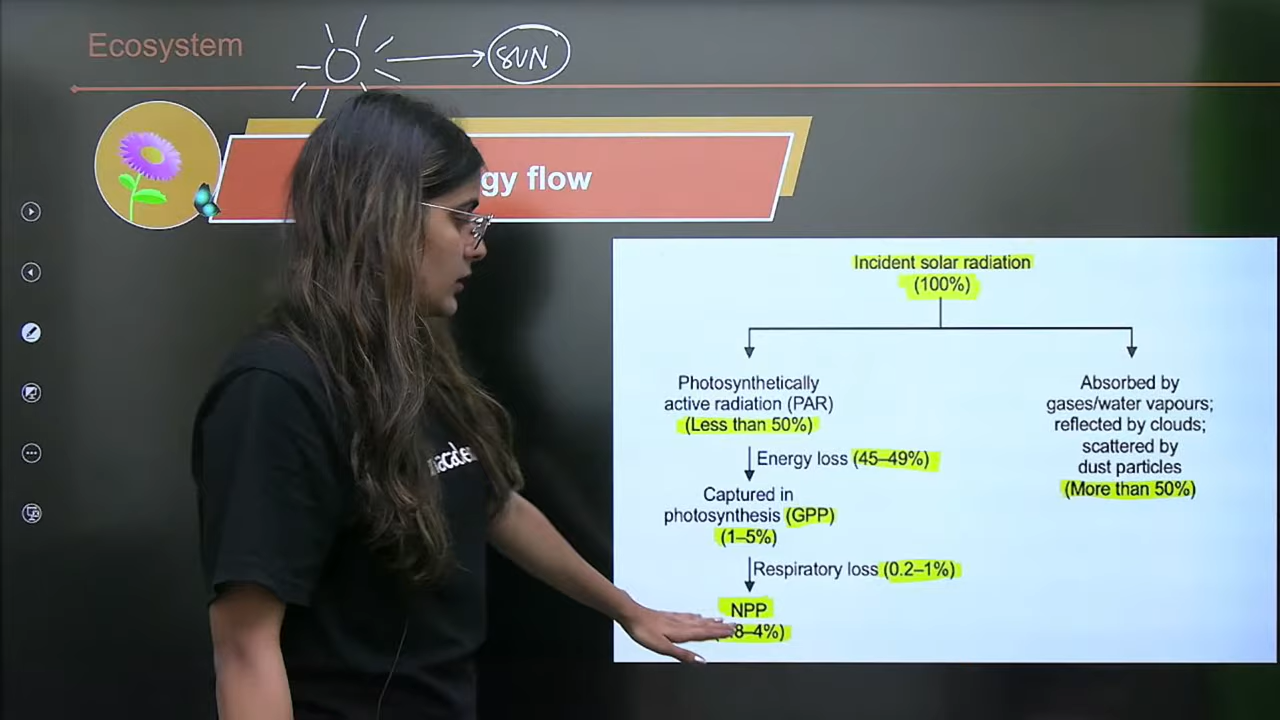 Ecosystem
SUN
gy flow
Incident solar radiation
(100%)
Photosynthetically
active radiation (PAR)
(Less than 50%)
Energy loss (45–49%)
Captured in
photosynthesis (GPP)
(1–5%)
Respiratory loss (0.2–1%)
NPP
8–4%)
Absorbed by
gases/water vapours;
reflected by clouds;
scattered by
dust particles
(More than 50%)